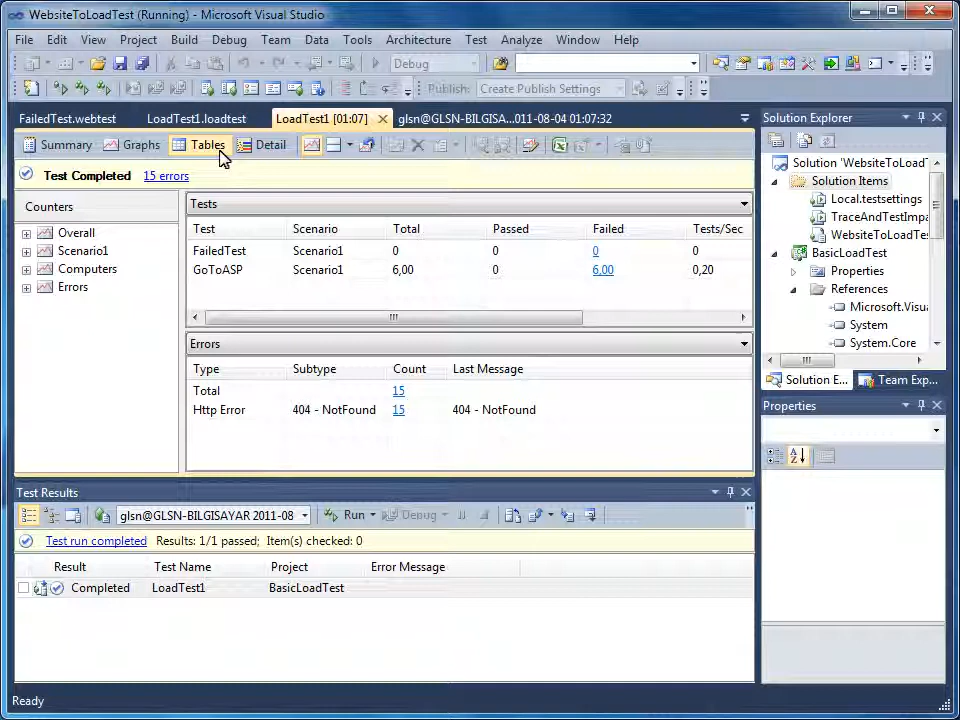 WebsiteToLoadTest (Running) - Microsoft Visual Studio
File Edit View Project Build Debug Team Data Tools Architecture Test Analyze Window Help
Debug
Publish: Create Publish Settings
FailedTest.webtest LoadTest1.loadtest LoadTest1 [01:07] glsn@GLSN-BILGISA...011-08-04 01:07:32
Summary Graphs Tables Detail
Test Completed 15 errors
Counters
Overall
Scenario1
Computers
Errors
Tests
Test Scenario Total Passed Failed Tests/Sec
FailedTest Scenario1 0 0 0 0
GoToASP Scenario1 6,00 0 6,00 0,20
Errors
Type Subtype Count Last Message
Total 15
Http Error 404 - NotFound 15 404 - NotFound
Solution Explorer
Solution 'WebsiteToLoadT
Solution Items
Local.testsettings
TraceAndTestImpa
WebsiteToLoadTe
BasicLoadTest
Properties
References
Microsoft.Visua
System
System.Core
Solution E... Team Exp...
Properties
Test Results
glsn@GLSN-BILGISAYAR 2011-08 Run Debug
Test run completed Results: 1/1 passed; Item(s) checked: 0
Result Test Name Project Error Message
Completed LoadTest1 BasicLoadTest
Ready